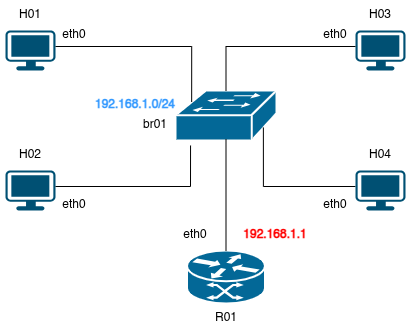 H01
H03
eth0
eth0
192.168.1.0/24
br01
H02
H04
eth0
eth0
eth0
192.168.1.1
R01